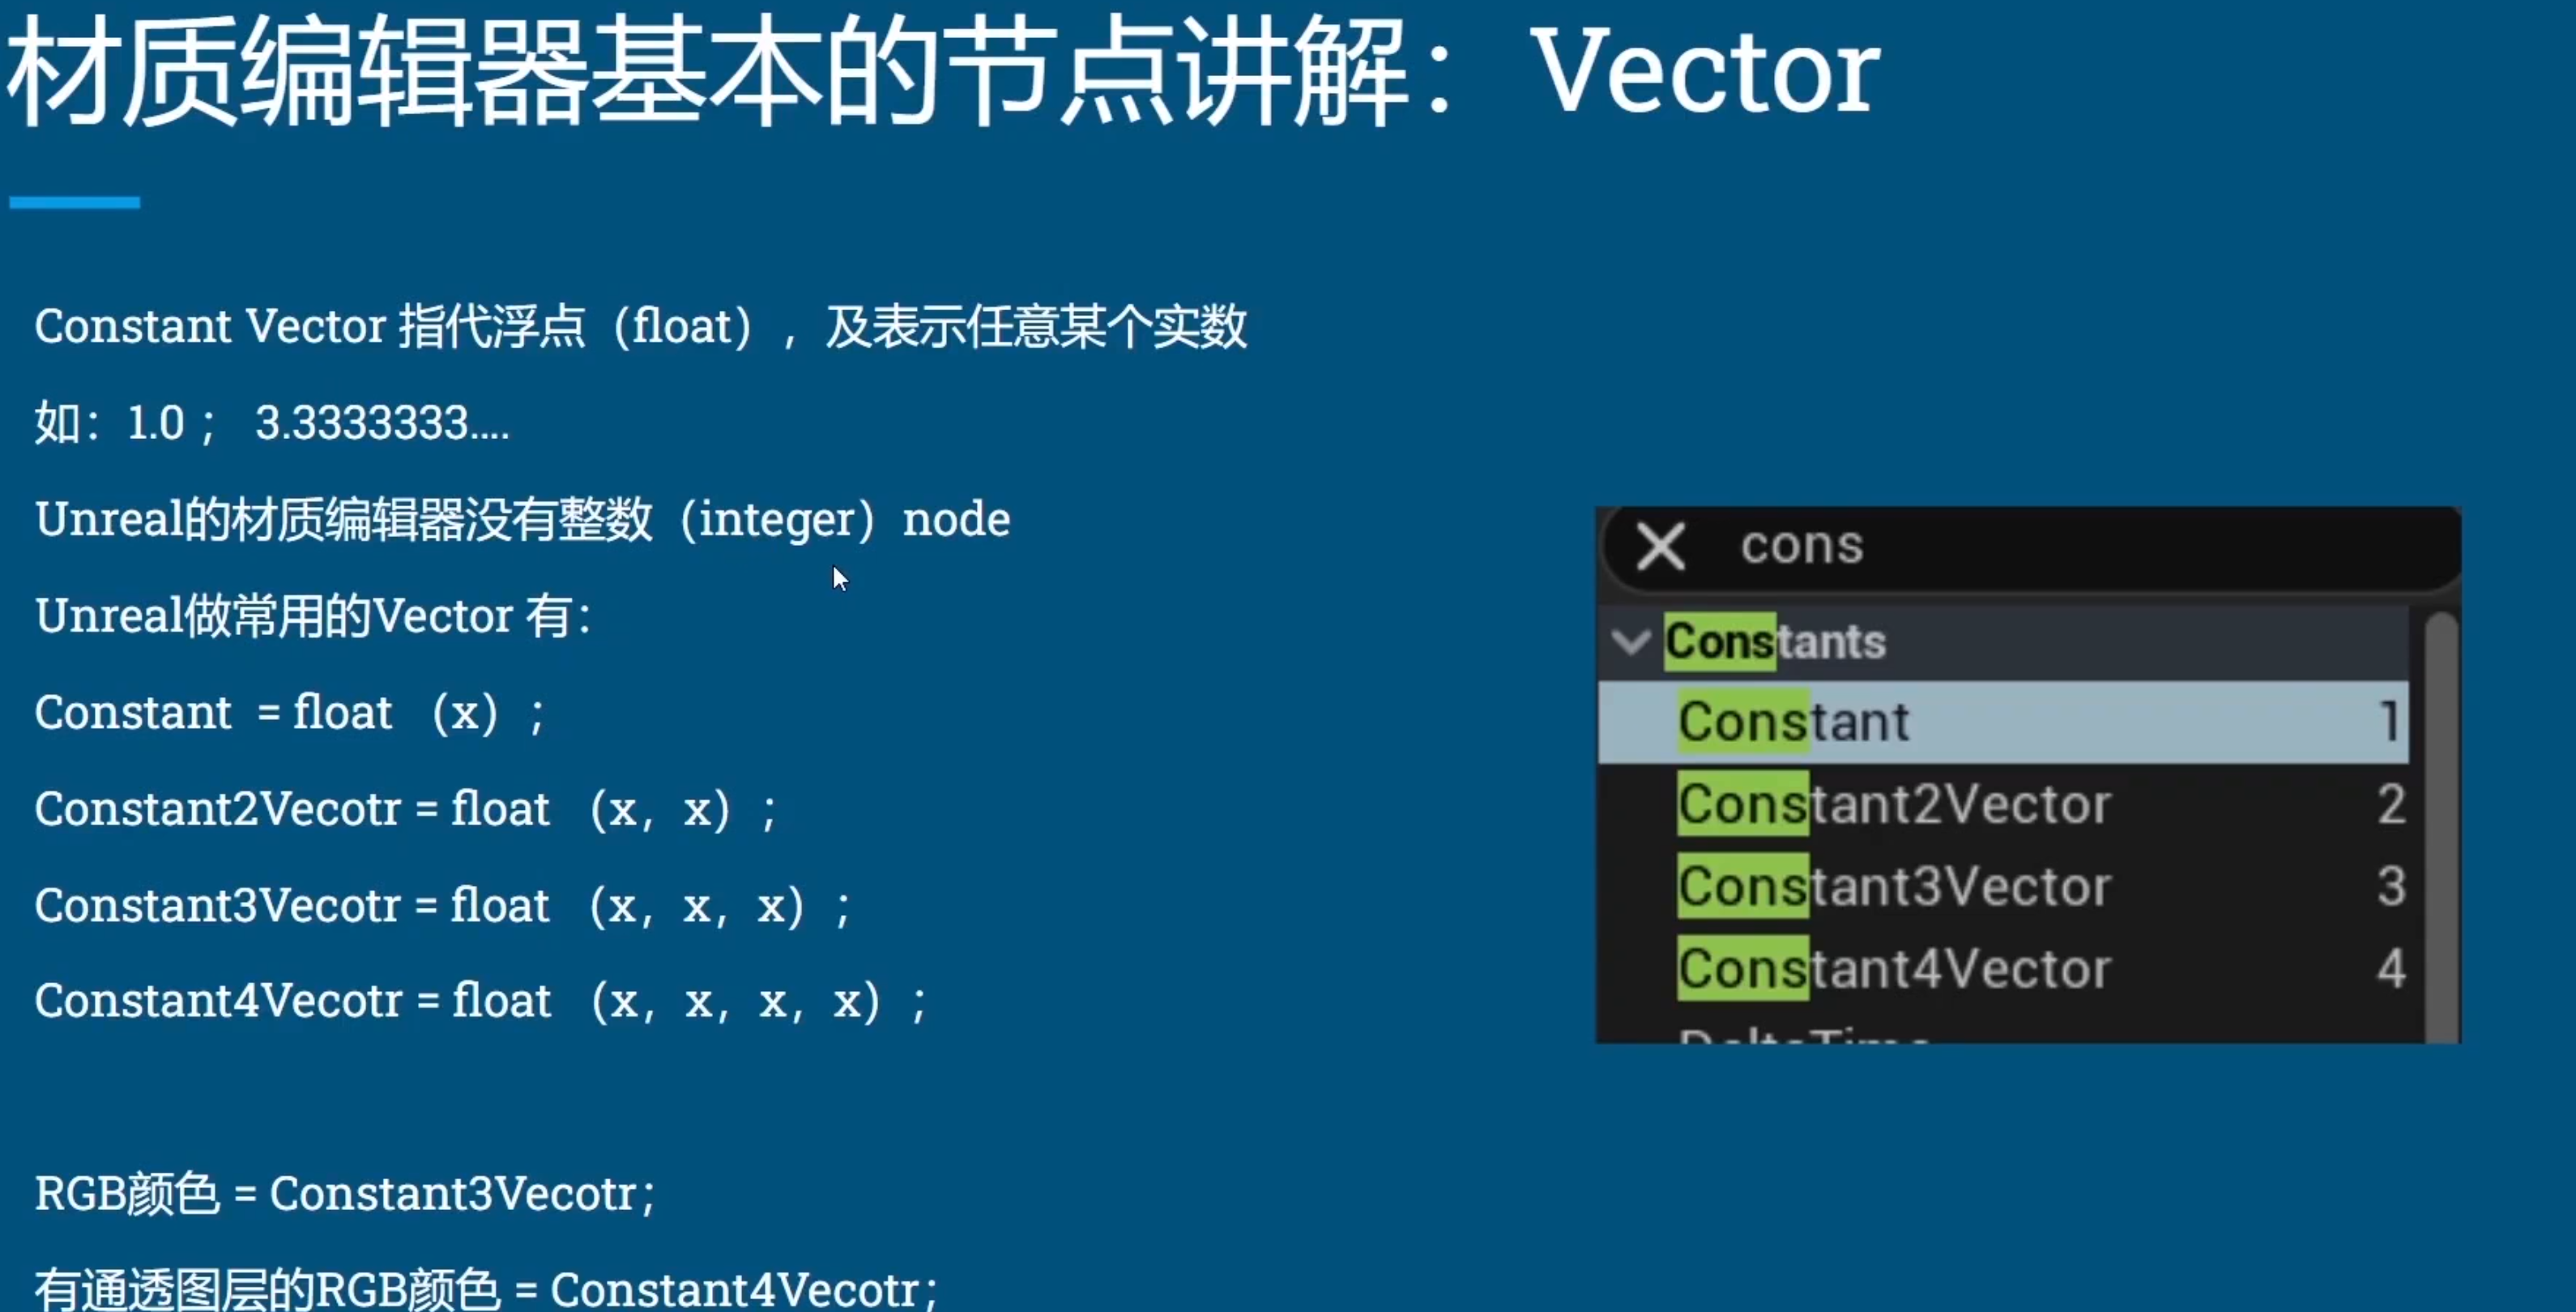 材质编辑器基本的节点讲解：Vector
Constant Vector 指代浮点（float），及表示任意某个实数
如：1.0； 3.3333333....
Unreal的材质编辑器没有整数（integer）node
Unreal做常用的Vector 有：
Constant = float （x）；
Constant2Vecotr = float （x，x）；
Constant3Vecotr = float （x，x，x）；
Constant4Vecotr = float （x，x，x，x）；
RGB颜色 = Constant3Vecotr；
有通透图层的RGB颜色 = Constant4Vecotr；
cons
Constants
Constant 1
Constant2Vector 2
Constant3Vector 3
Constant4Vector 4
DeltaTime